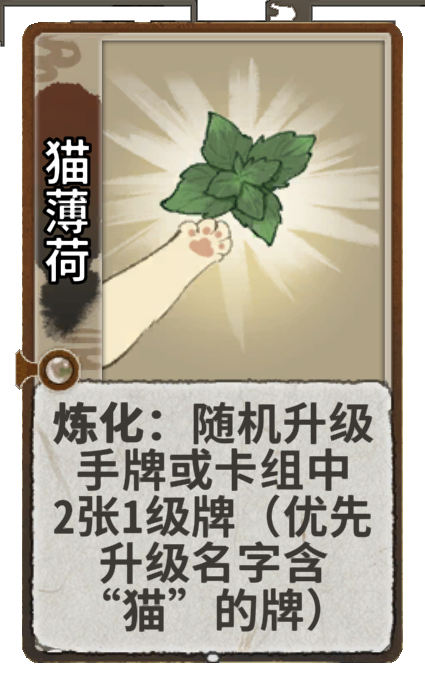 猫薄荷
炼化：随机升级
手牌或卡组中
2张1级牌（优先
升级名字含
“猫”的牌）